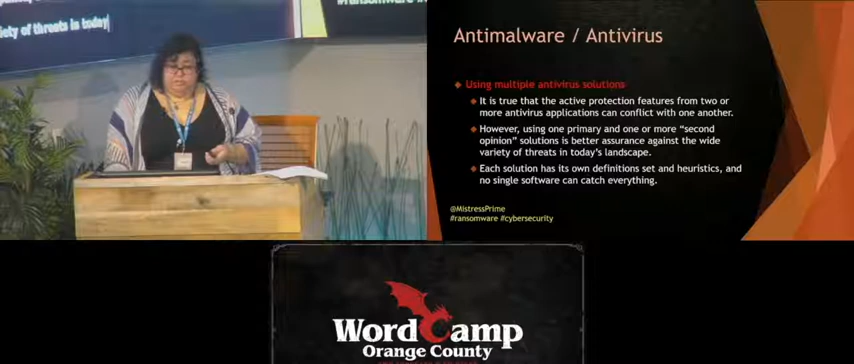 iety of threats in today
Antimalware / Antivirus
Using multiple antivirus solutions
It is true that the active protection features from two or
more antivirus applications can conflict with one another.
However, using one primary and one or more “second
opinion” solutions is better assurance against the wide
variety of threats in today’s landscape.
Each solution has its own definitions set and heuristics, and
no single software can catch everything.
@MistressPrime
#ransomware #cybersecurity
WordCamp
Orange County